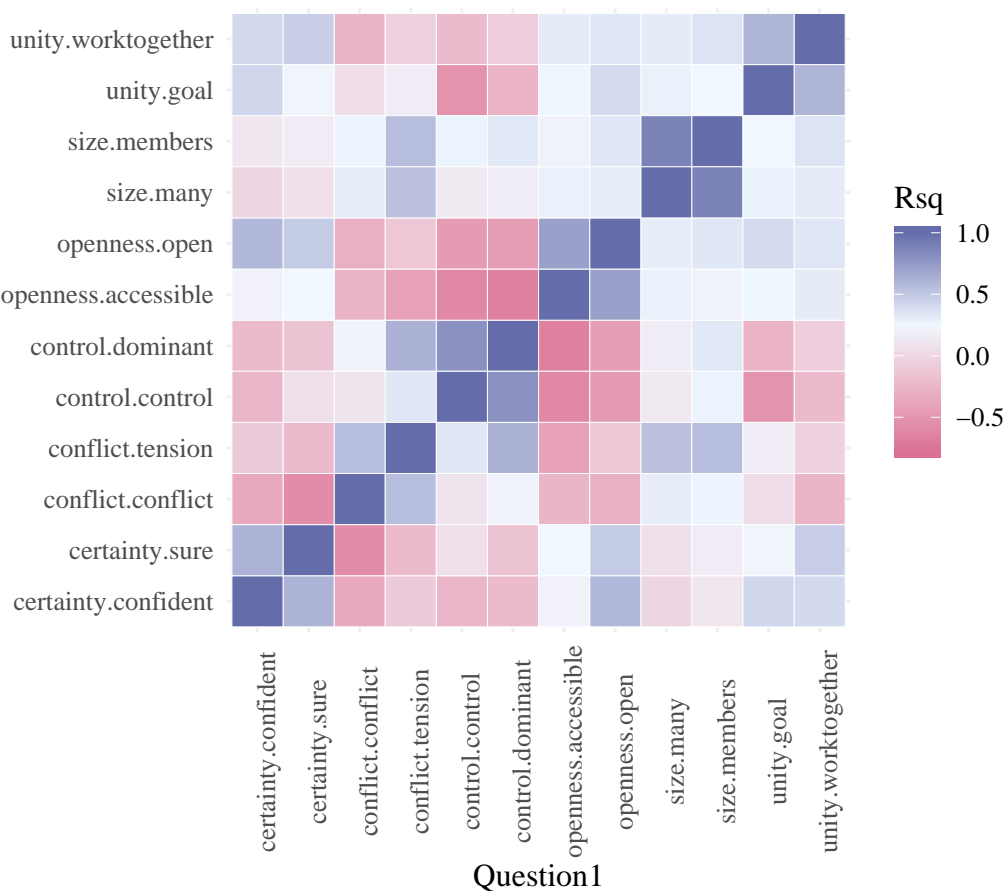 unity.worktogether
unity.goal
size.members
size.many
openness.open
openness.accessible
control.dominant
control.control
conflict.tension
conflict.conflict
certainty.sure
certainty.confident
certainty.confident
certainty.sure
conflict.conflict
conflict.tension
control.control
control.dominant
openness.accessible
openness.open
size.many
size.members
unity.goal
unity.worktogether
Question1
Rsq
1.0
0.5
0.0
−0.5